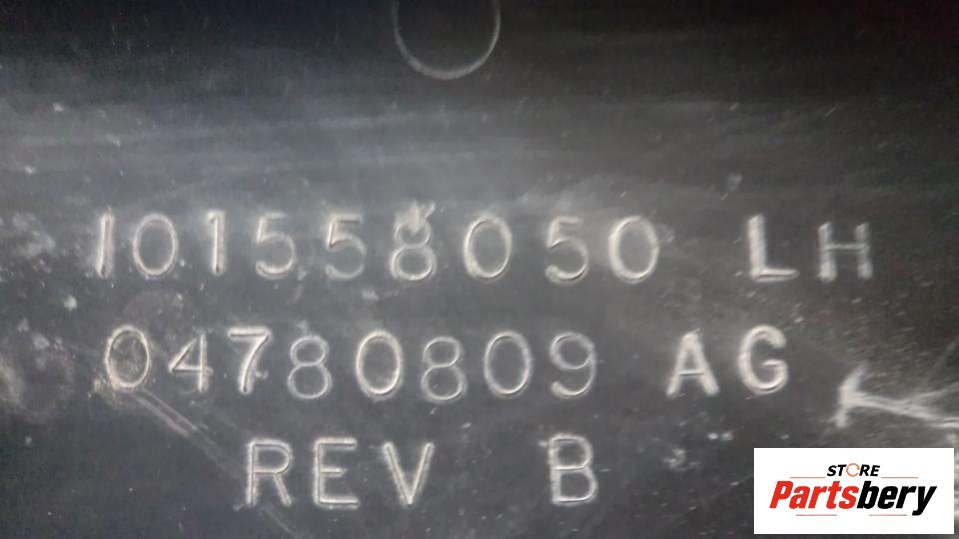 101558050 LH
04780809 AG
REV B
STORE
Partsbery